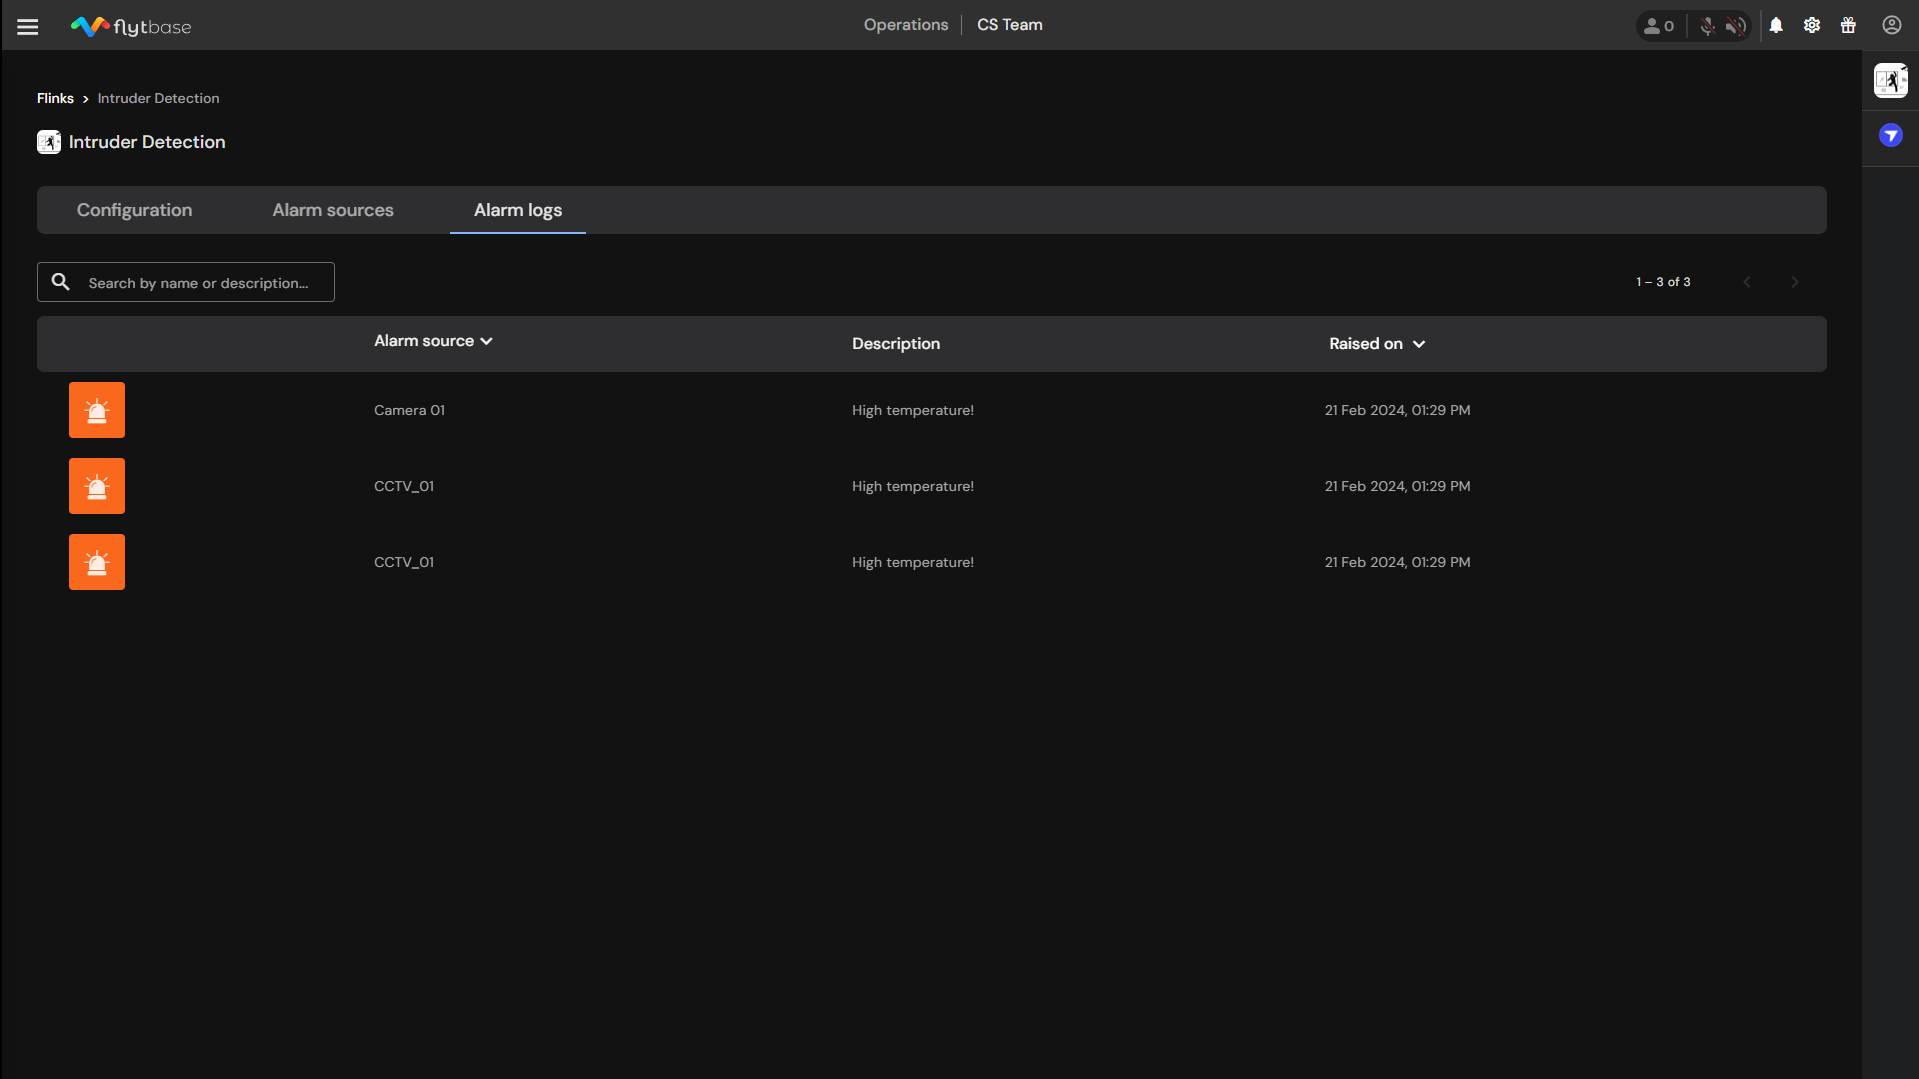 flytbase
Operations
CS Team
0
Flinks > Intruder Detection
Intruder Detection
Configuration
Alarm sources
Alarm logs
Search by name or description...
1 – 3 of 3
Alarm source
Description
Raised on
Camera 01
High temperature!
21 Feb 2024, 01:29 PM
CCTV_01
High temperature!
21 Feb 2024, 01:29 PM
CCTV_01
High temperature!
21 Feb 2024, 01:29 PM